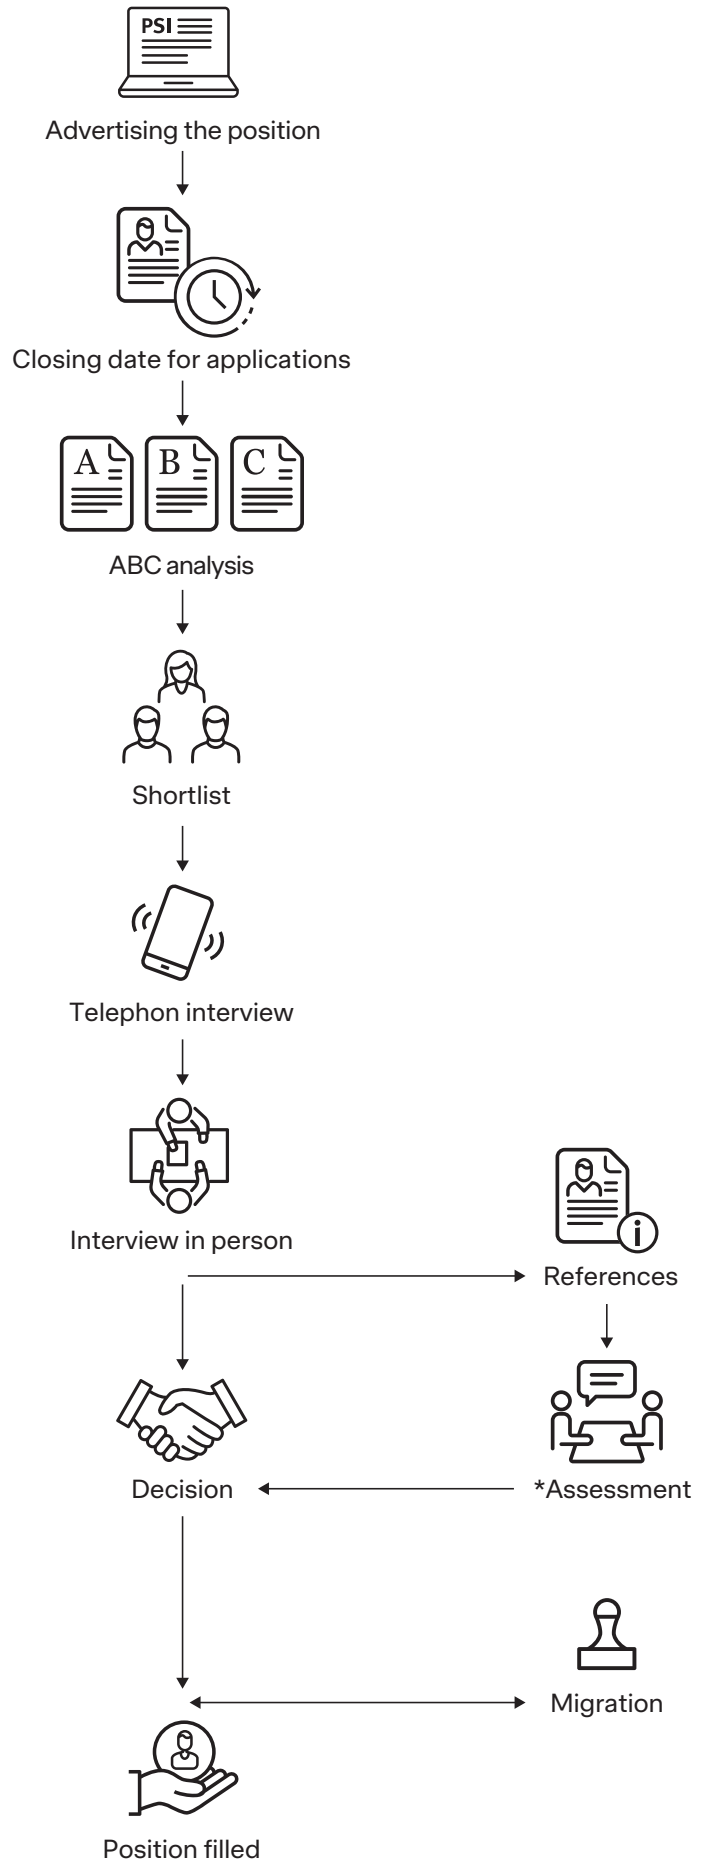 PSI
Advertising the position
Closing date for applications
A B C
ABC analysis
Shortlist
Telephon interview
Interview in person
i
References
Decision
*Assessment
Migration
Position filled